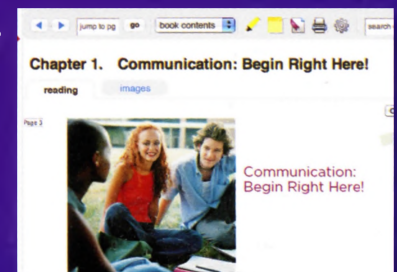 jump to pg go book contents search
Chapter 1. Communication: Begin Right Here!
reading images
Page 3
Communication:
Begin Right Here!